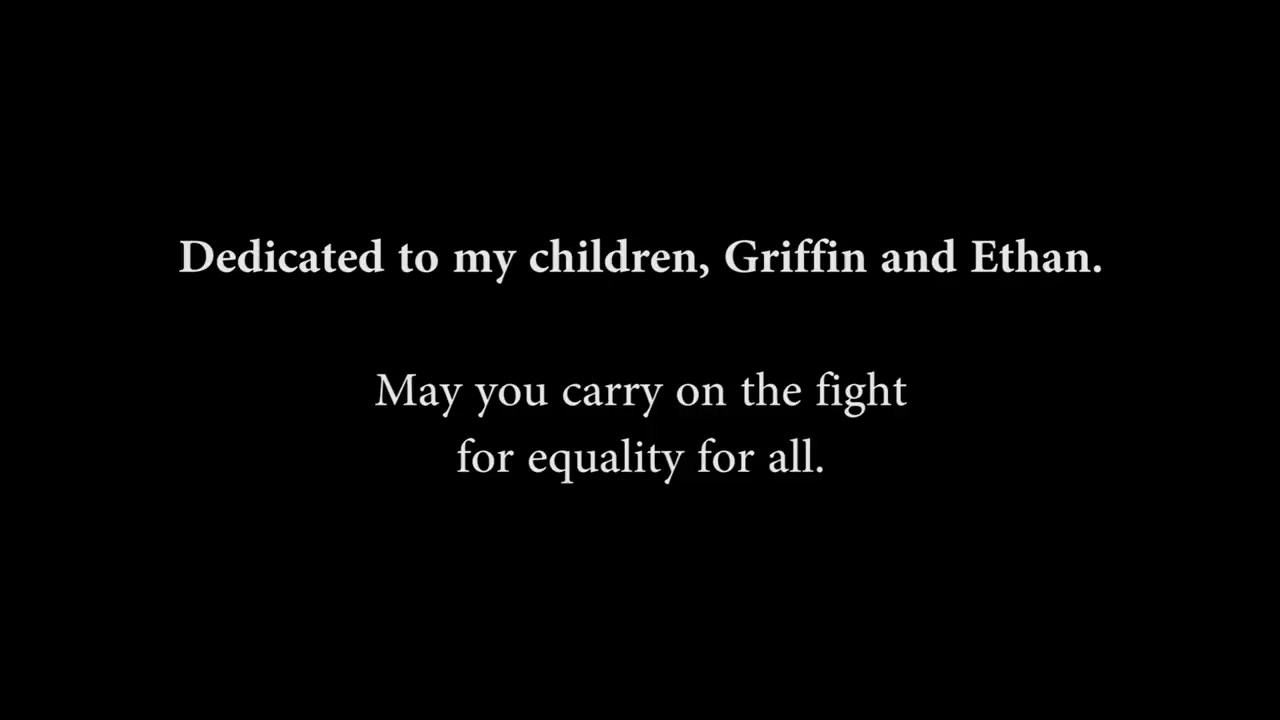 Dedicated to my children, Griffin and Ethan.
May you carry on the fight
for equality for all.